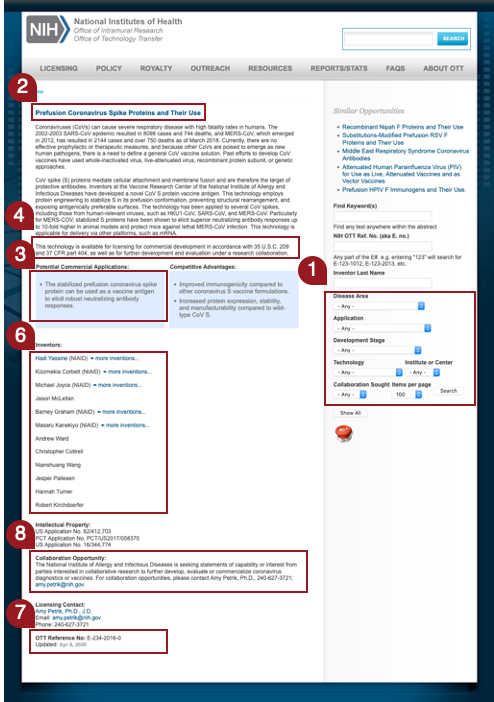 NIH
National Institutes of Health
Office of Intramural Research
Office of Technology Transfer
SEARCH
LICENSING POLICY ROYALTY OUTREACH RESOURCES REPORTS/STATS FAQS ABOUT OTT
2
Prefusion Coronavirus Spike Proteins and Their Use
Coronaviruses (CoVs) can cause severe respiratory disease with high fatality rates in humans. The
2002-2003 SARS-CoV epidemic resulted in 8098 cases and 744 deaths, and MERS-CoV, which emerged
in 2012, has resulted in 2144 cases and over 750 deaths as of March 2018. Currently, there are no
effective prophylactic or therapeutic measures, and because other CoVs are posed to emerge as new
human pathogens, there is a need to define a general CoV vaccine solution. Past efforts to develop CoV
vaccines have used whole-inactivated virus, live-attenuated virus, recombinant protein subunit, or genetic
approaches.
CoV spike (S) proteins mediate cellular attachment and membrane fusion and are therefore the target of
protective antibodies. Inventors at the Vaccine Research Center of the National Institute of Allergy and
Infectious Diseases have developed a novel CoV S protein vaccine antigen. This technology employs
protein engineering to stabilize S in its prefusion conformation, preventing structural rearrangement, and
exposing antigenically preferable surfaces. The technology has been applied to several CoV spikes,
including those from human-relevant viruses, such as HKU1-CoV, SARS-CoV, and MERS-CoV. Particularly
for MERS-COV, stabilized S proteins have been shown to elicit superior neutralizing antibody responses up
to 10-fold higher in animal models and protect mice against lethal MERS-CoV infection. This technology is
applicable for delivery via other platforms, such as mRNA.
4
3
This technology is available for licensing for commercial development in accordance with 35 U.S.C. 209
and 37 CFR part 404, as well as for further development and evaluation under a research collaboration.
Potential Commercial Applications:
The stabilized prefusion coronavirus spike
protein can be used as a vaccine antigen
to elicit robust neutralizing antibody
responses.
Competitive Advantages:
Improved immunogenicity compared to
other coronavirus S vaccine formulations.
Increased protein expression, stability,
and manufacturability compared to wild-
type CoV S.
6
Inventors:
Hadi Yassine (NIAID) more inventions...
Kizzmekia Corbett (NIAID) more inventions...
Michael Joyce (NIAID) more inventions...
Jason McLellan
Barney Graham (NIAID) more inventions...
Masaru Kanekiyo (NIAID) more inventions...
Andrew Ward
Christopher Cottrell
Nianshuang Wang
Jesper Pallesen
Hannah Turner
Robert Kirchdoerfer
8
Intellectual Property:
US Application No. 62/412,703
PCT Application No. PCT/US2017/058370
US Application No. 16/344,774
Collaboration Opportunity:
The National Institute of Allergy and Infectious Diseases is seeking statements of capability or interest from
parties interested in collaborative research to further develop, evaluate or commercialize coronavirus
diagnostics or vaccines. For collaboration opportunities, please contact Amy Petrik, Ph.D., 240-627-3721;
amy.petrik@nih.gov.
7
Licensing Contact:
Amy Petrik, Ph.D., J.D.
Email: amy.petrik@nih.gov
Phone: 240-627-3721
OTT Reference No: E-234-2016-0
Updated: Apr 6, 2020
Similar Opportunities
Recombinant Nipah F Proteins and Their Use
Substitutions-Modified Prefusion RSV F
Proteins and Their Use
Middle East Respiratory Syndrome Coronavirus
Antibodies
Attenuated Human Parainfluenza Virus (PIV)
for Use as Live, Attenuated Vaccines and as
Vector Vaccines
Prefusion HPIV F Immunogens and Their Use.
Find Keyword(s)
Find any text anywhere within the abstract
NIH OTT Ref. No. (aka E no.)
Any part of the E#. e.g. entering "123" will search for
E-123-1012, E-123-2013, etc.
Inventor Last Name
1
Disease Area
- Any -
Application
- Any -
Development Stage
- Any -
Technology Institute or Center
- Any - - Any -
Collaboration Sought Items per page
- Any - 100 Search
Show All